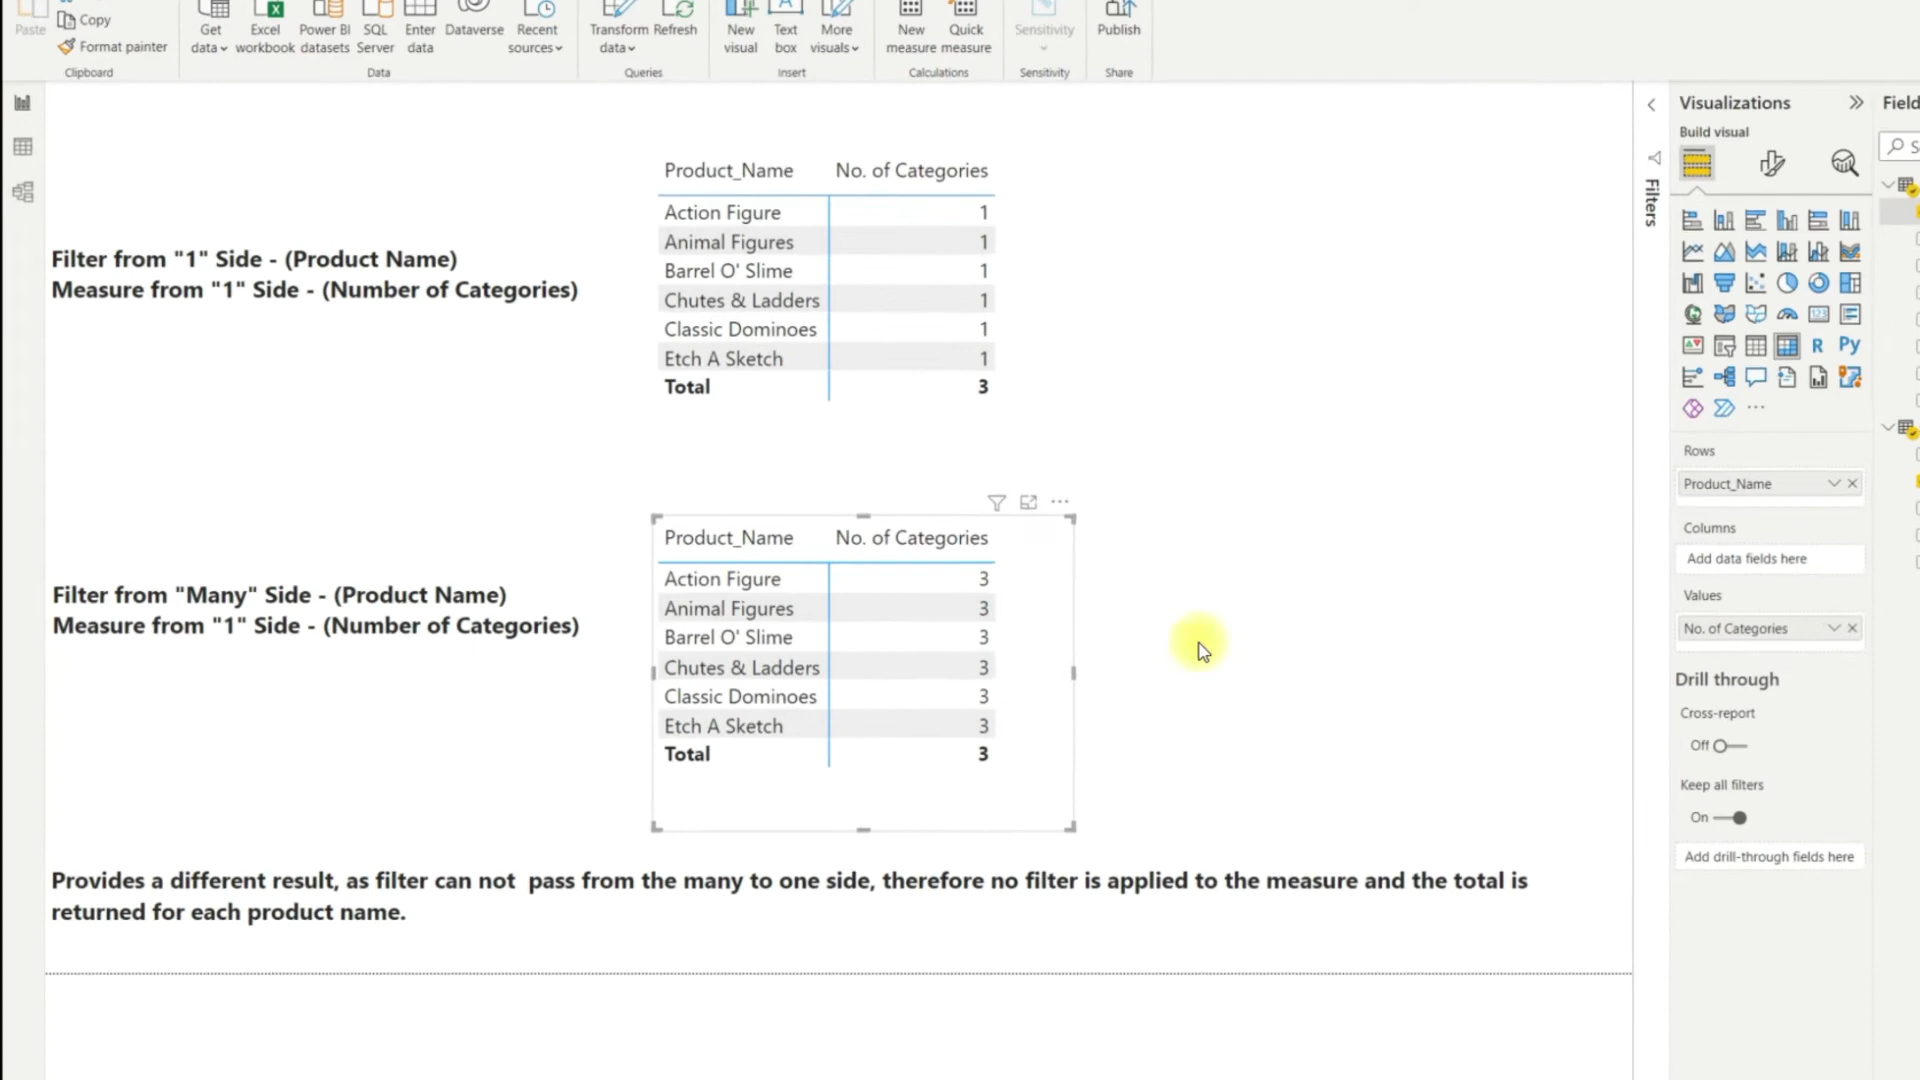 Paste
Copy
Format painter
Clipboard
Get data
Excel workbook
Power BI datasets
SQL Server
Enter data
Dataverse
Recent sources
Data
Transform data
Refresh
Queries
New visual
Text box
More visuals
Insert
New measure
Quick measure
Calculations
Sensitivity
Sensitivity
Publish
Share
Filter from "1" Side - (Product Name)
Measure from "1" Side - (Number of Categories)
Product_Name No. of Categories
Action Figure 1
Animal Figures 1
Barrel O' Slime 1
Chutes & Ladders 1
Classic Dominoes 1
Etch A Sketch 1
Total 3
Filter from "Many" Side - (Product Name)
Measure from "1" Side - (Number of Categories)
Product_Name No. of Categories
Action Figure 3
Animal Figures 3
Barrel O' Slime 3
Chutes & Ladders 3
Classic Dominoes 3
Etch A Sketch 3
Total 3
Provides a different result, as filter can not pass from the many to one side, therefore no filter is applied to the measure and the total is
returned for each product name.
Filters
Visualizations
Build visual
R
Py
123
Rows
Product_Name
Columns
Add data fields here
Values
No. of Categories
Drill through
Cross-report
Off
Keep all filters
On
Add drill-through fields here
Field
S